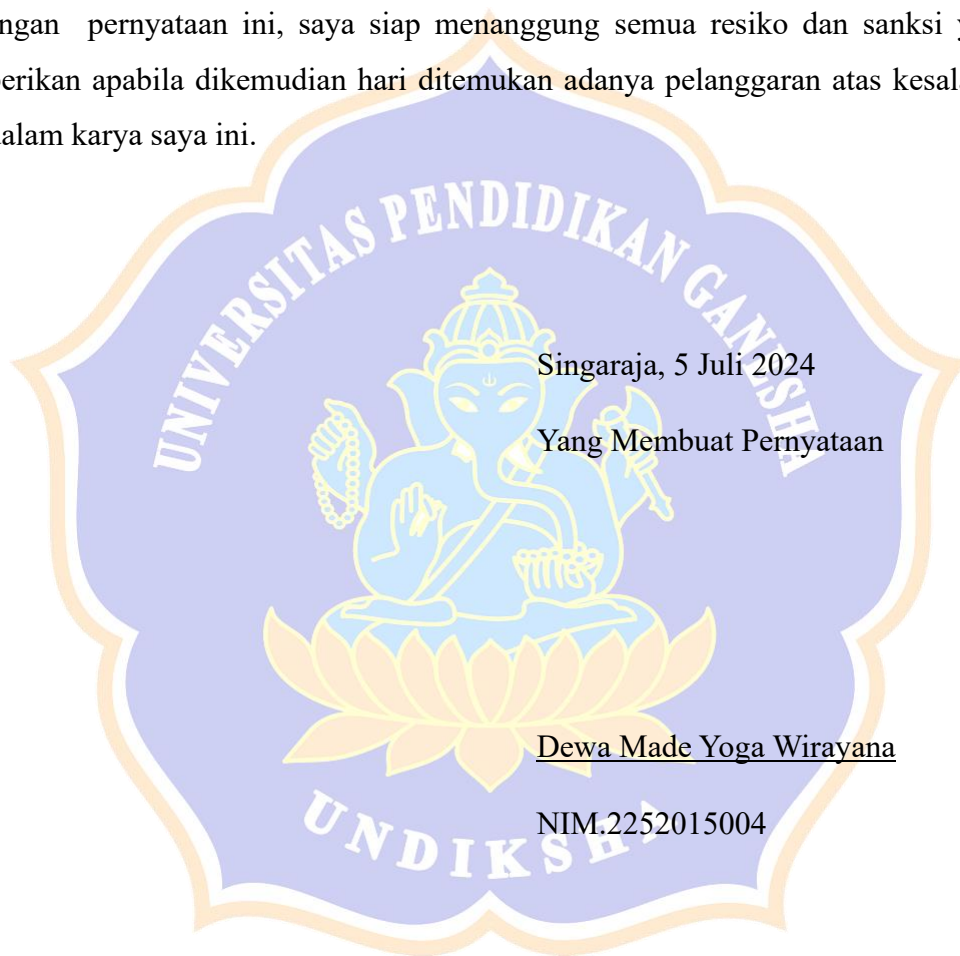 ngan pernyataan ini, saya siap menanggung semua resiko dan sanksi
erikan apabila dikemudian hari ditemukan adanya pelanggaran atas kesala
alam karya saya ini.
UNIVERSITAS PENDIDIKAN GANESHA
Singaraja, 5 Juli 2024
Yang Membuat Pernyataan
Dewa Made Yoga Wirayana
NIM.2252015004
UNDIKSHA